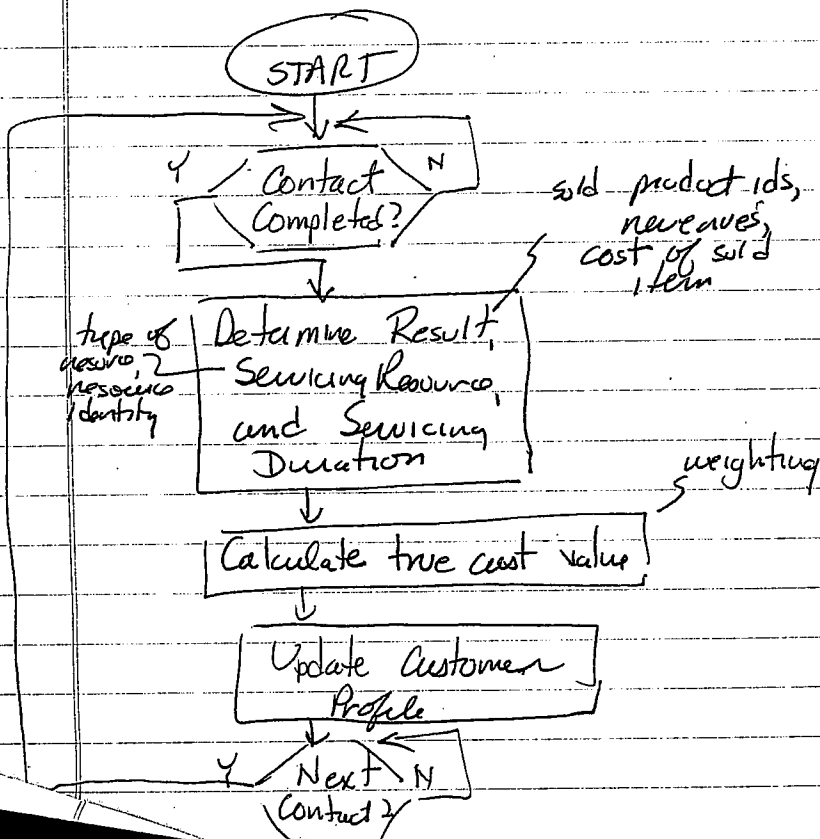 START
Y
Contact
N
Completed?
sold product ids,
revenues,
cost of sold
item
type of
resource,
resource
identity
Determine Result,
Servicing Resource,
and Servicing
Duration
weighting
Calculate true cust value
Update Customer
Profile
Y
Next
N
Contact?